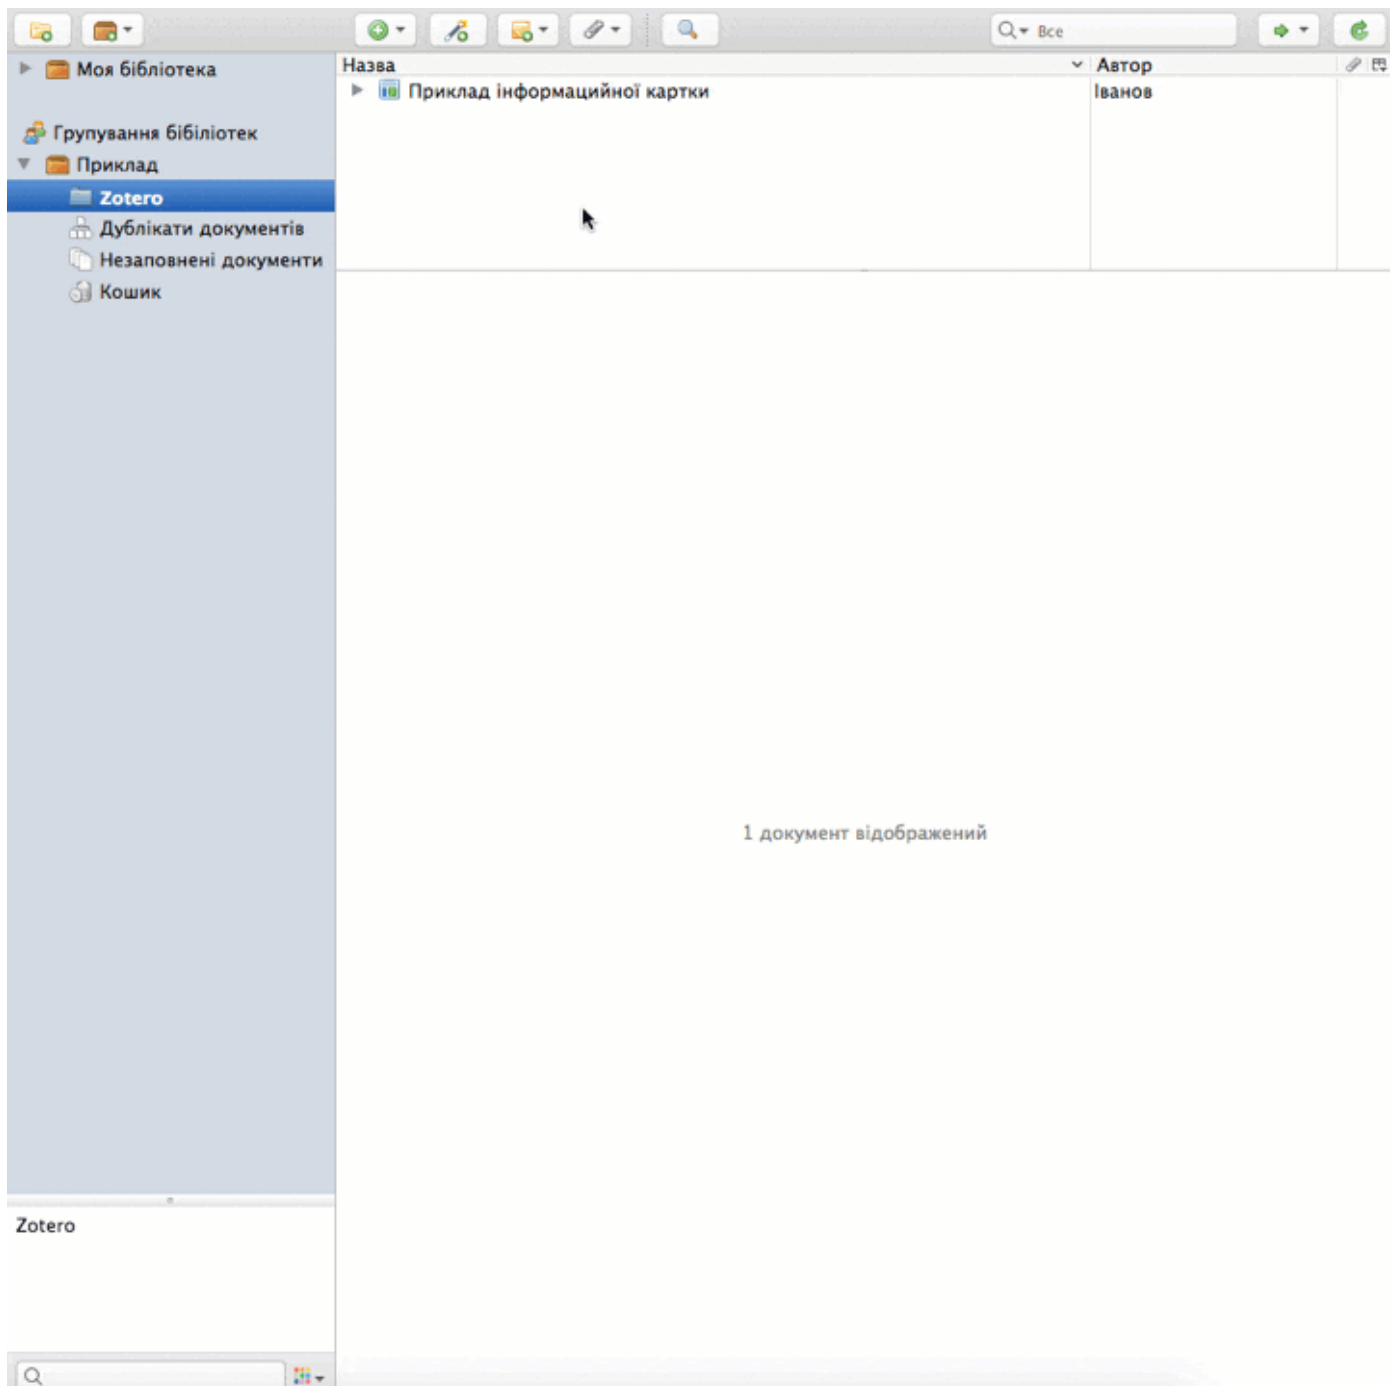 Все
Моя бібліотека
Групування бібіліотек
Приклад
Zotero
Дублікати документів
Незаповнені документи
Кошик
Назва Автор
Приклад інформаційної картки Іванов
1 документ відображений
Zotero